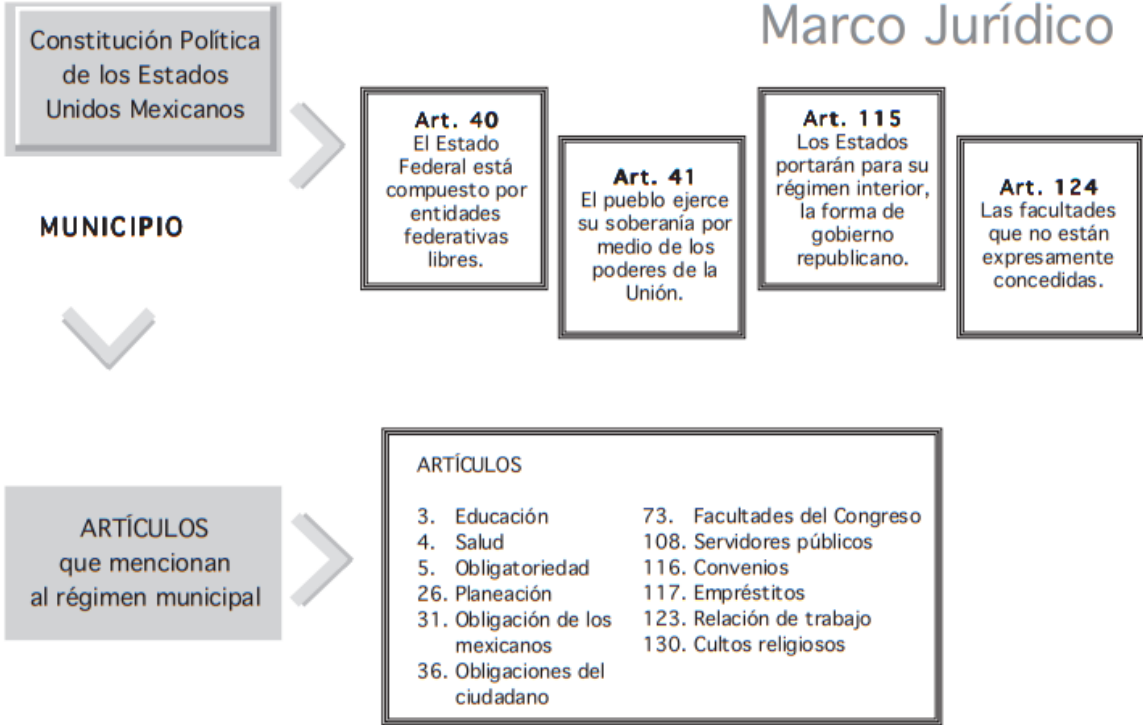 Marco Jurídico
Constitución Política
de los Estados
Unidos Mexicanos
Art. 40
El Estado
Federal está
compuesto por
entidades
federativas
libres.
Art. 41
El pueblo ejerce
su soberanía por
medio de los
poderes de la
Unión.
Art. 115
Los Estados
portarán para su
régimen interior,
la forma de
gobierno
republicano.
Art. 124
Las facultades
que no están
expresamente
concedidas.
MUNICIPIO
ARTÍCULOS
que mencionan
al régimen municipal
ARTÍCULOS
3. Educación
4. Salud
5. Obligatoriedad
26. Planeación
31. Obligación de los
mexicanos
36. Obligaciones del
ciudadano
73. Facultades del Congreso
108. Servidores públicos
116. Convenios
117. Empréstitos
123. Relación de trabajo
130. Cultos religiosos